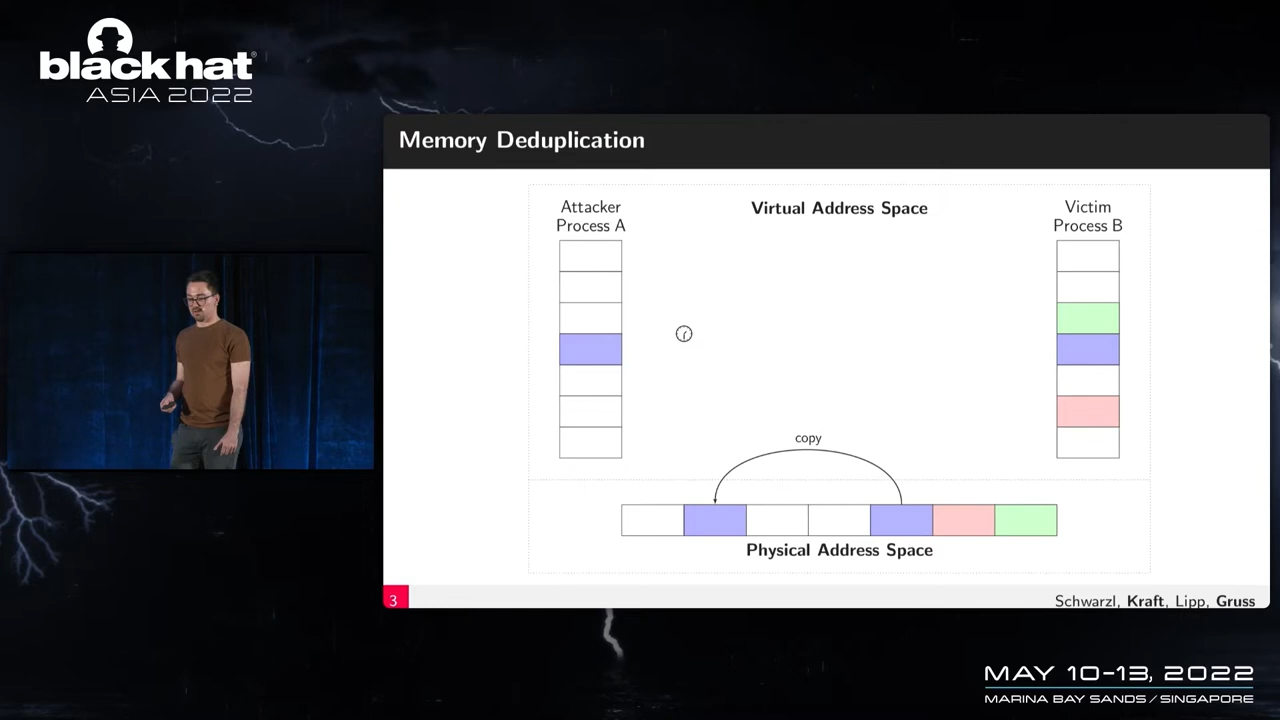 black hat®
ASIA 2022
Memory Deduplication
Attacker
Process A
Virtual Address Space
Victim
Process B
copy
Physical Address Space
3
Schwarzl, Kraft, Lipp, Gruss
MAY 10-13, 2022
MARINA BAY SANDS / SINGAPORE